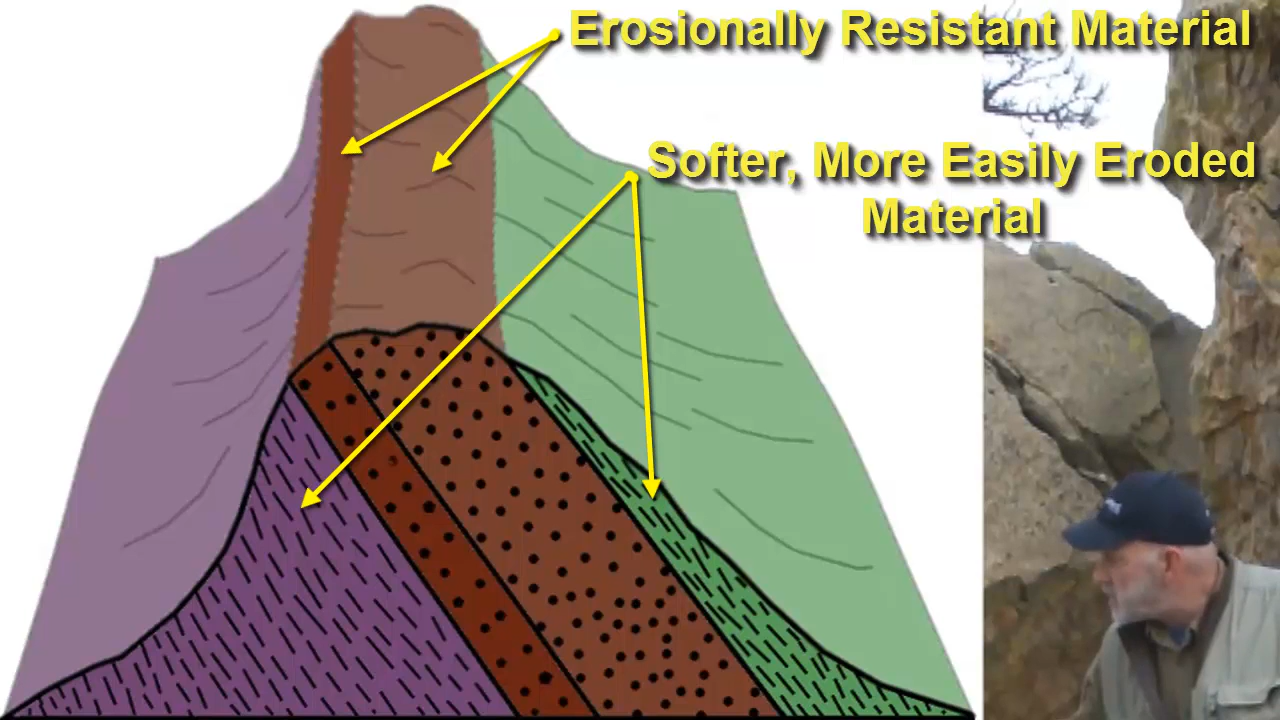 Erosionally Resistant Material
Softer, More Easily Eroded
Material